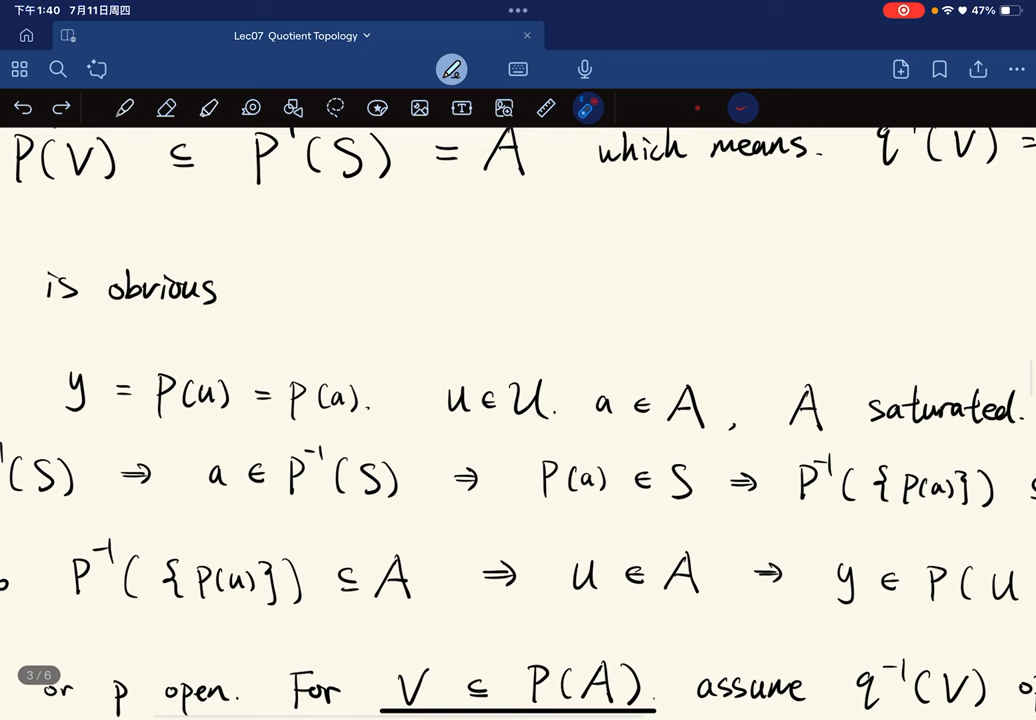 下午1:40 7月11日周四
47%
Lec07 Quotient Topology
P(V) ⊆ P⁻¹(S) = A which means. q⁻¹(V) =
is obvious
y = P(u) = P(a). u ∈ U. a ∈ A, A saturated.
⁻¹(S) ⇒ a ∈ P⁻¹(S) ⇒ P(a) ∈ S ⇒ P⁻¹({P(a)}) ⊆
P⁻¹({P(u)}) ⊆ A ⇒ u ∈ A ⇒ y ∈ P(U
3/6
or p open. For V ⊆ P(A). assume q⁻¹(V) o